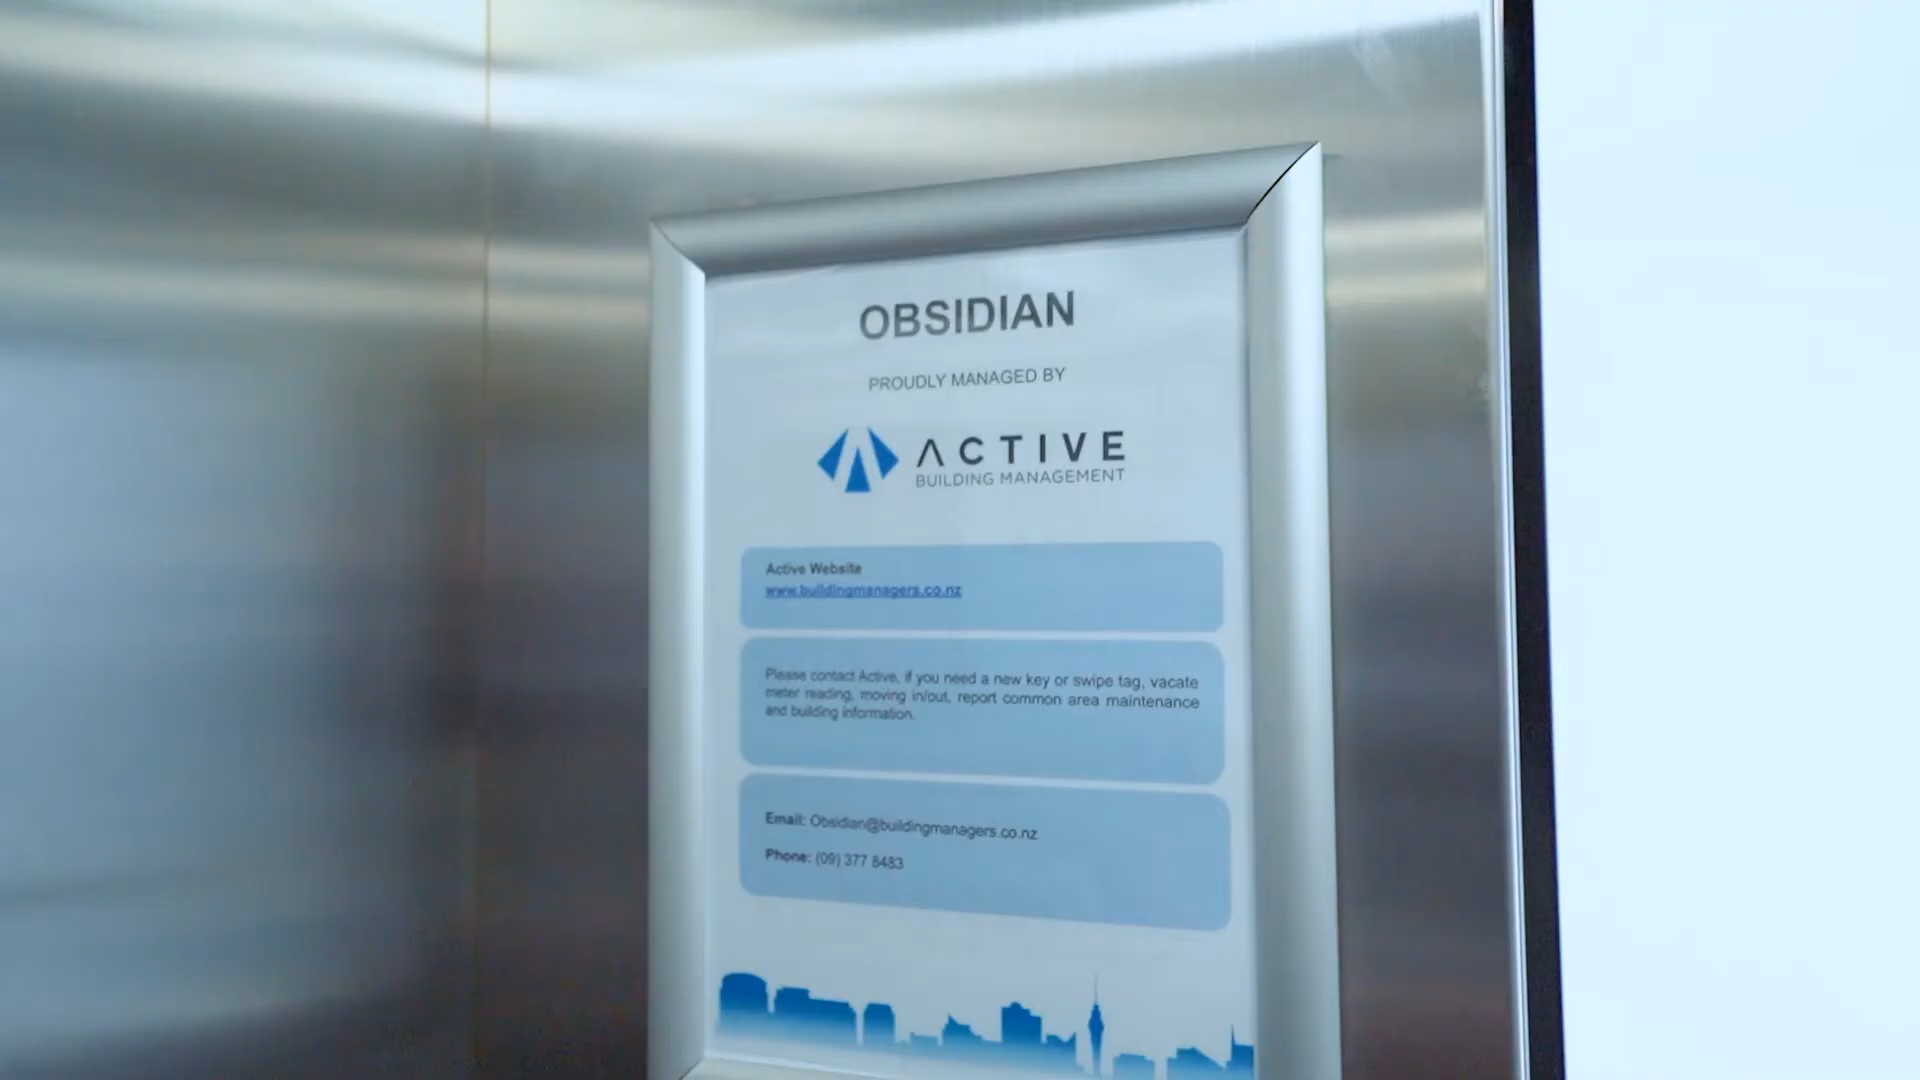 OBSIDIAN
PROUDLY MANAGED BY
ACTIVE
BUILDING MANAGEMENT
Active Website
www.buildingmanagers.co.nz
Please contact Active, if you need a new key or swipe tag, vacate
meter reading, moving in/out, report common area maintenance
and building information.
Email: Obsidian@buildingmanagers.co.nz
Phone: (09) 377 8483